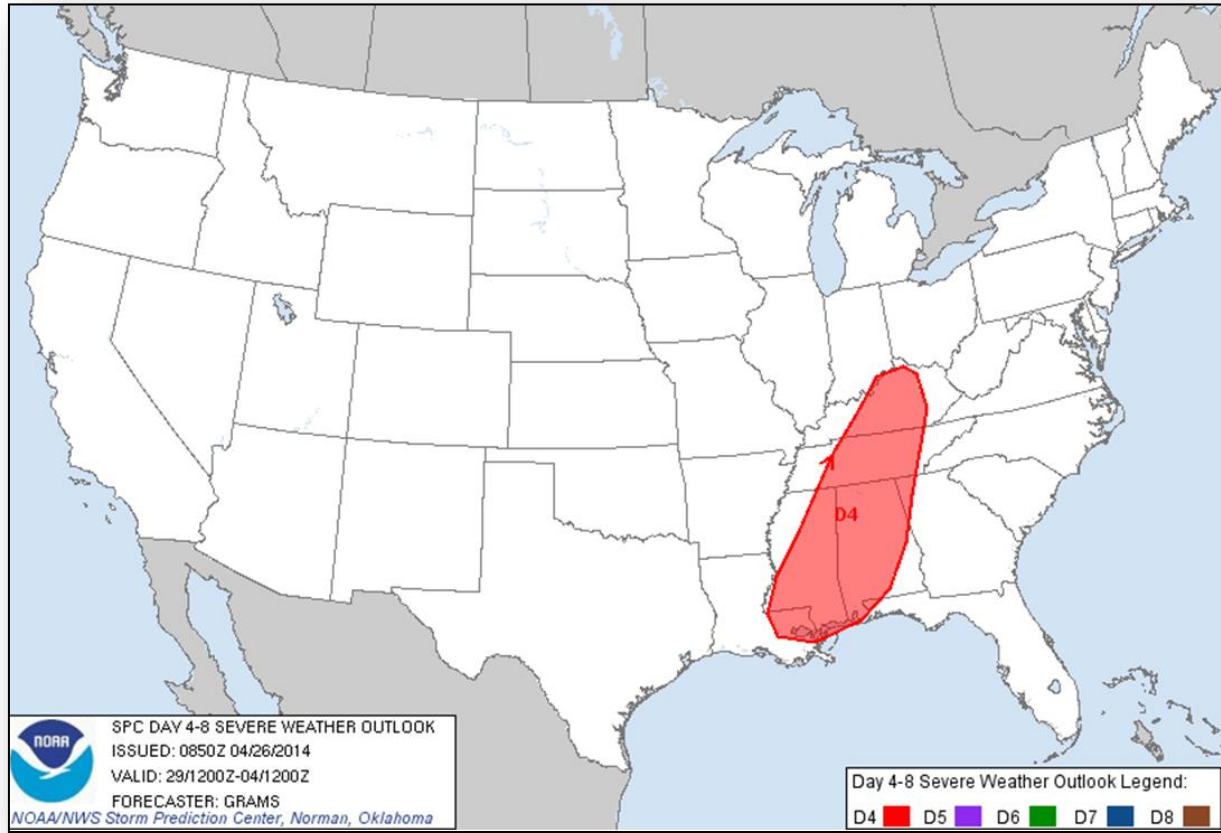 D4
NOAA
SPC DAY 4-8 SEVERE WEATHER OUTLOOK
ISSUED: 0850Z 04/26/2014
VALID: 29/1200Z-04/1200Z
FORECASTER: GRAMS
NOAA/NWS Storm Prediction Center, Norman, Oklahoma
Day 4-8 Severe Weather Outlook Legend:
D4 D5 D6 D7 D8